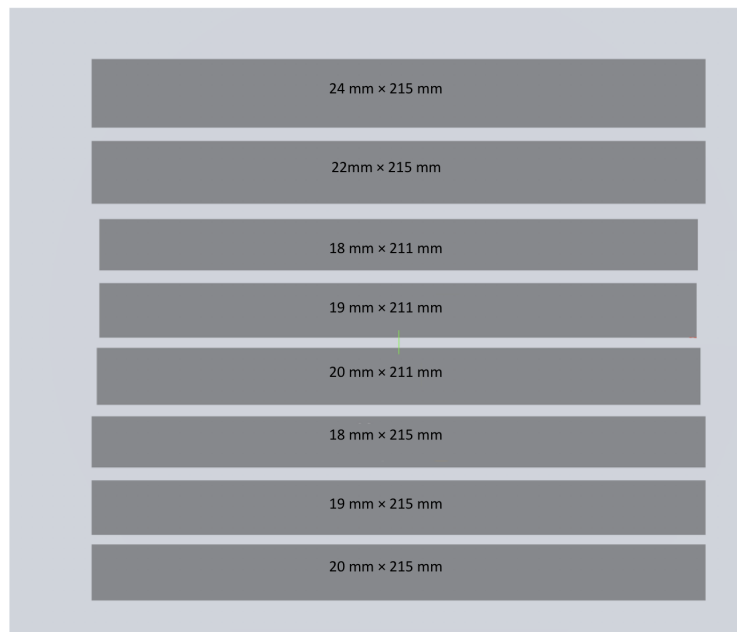 24 mm × 215 mm
22mm × 215 mm
18 mm × 211 mm
19 mm × 211 mm
20 mm × 211 mm
18 mm × 215 mm
19 mm × 215 mm
20 mm × 215 mm